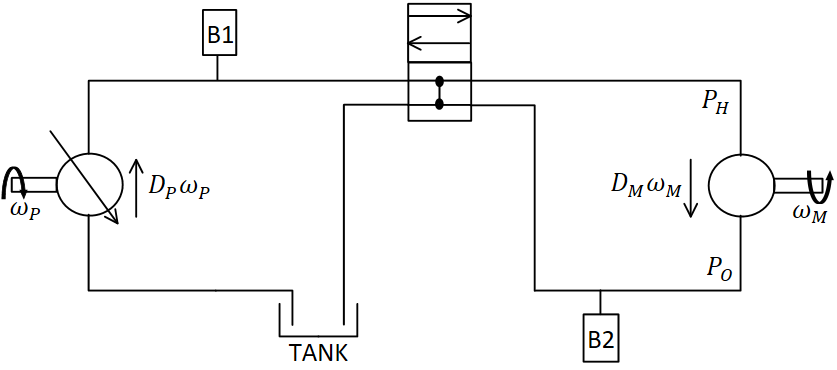 B1
P_H
D_P ω_P
D_M ω_M
ω_P
ω_M
P_O
B2
TANK